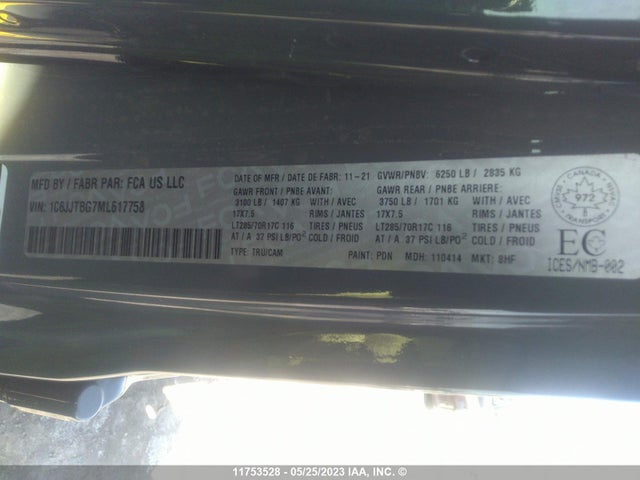 MFD BY / FABR PAR: FCA US LLC
VIN: 1C6JJTBG7ML617758
DATE OF MFR / DATE DE FABR: 11-21
GVWR/PNBV: 6250 LB / 2835 KG
GAWR FRONT / PNBE AVANT:
GAWR REAR / PNBE ARRIERE:
3100 LB / 1407 KG WITH / AVEC
3750 LB / 1701 KG WITH / AVEC
17X7.5 RIMS / JANTES
17X7.5 RIMS / JANTES
LT285/70R17C 116 TIRES / PNEUS
LT285/70R17C 116 TIRES / PNEUS
AT / A 37 PSI LB/PO² COLD / FROID
AT / A 37 PSI LB/PO² COLD / FROID
TYPE: TRU/CAM
PAINT: PDN
MDH: 110414
MKT: BHF
CANADA
972
B
EC
ICES/NMB-002
11753528 - 05/25/2023 IAA, Inc. ©